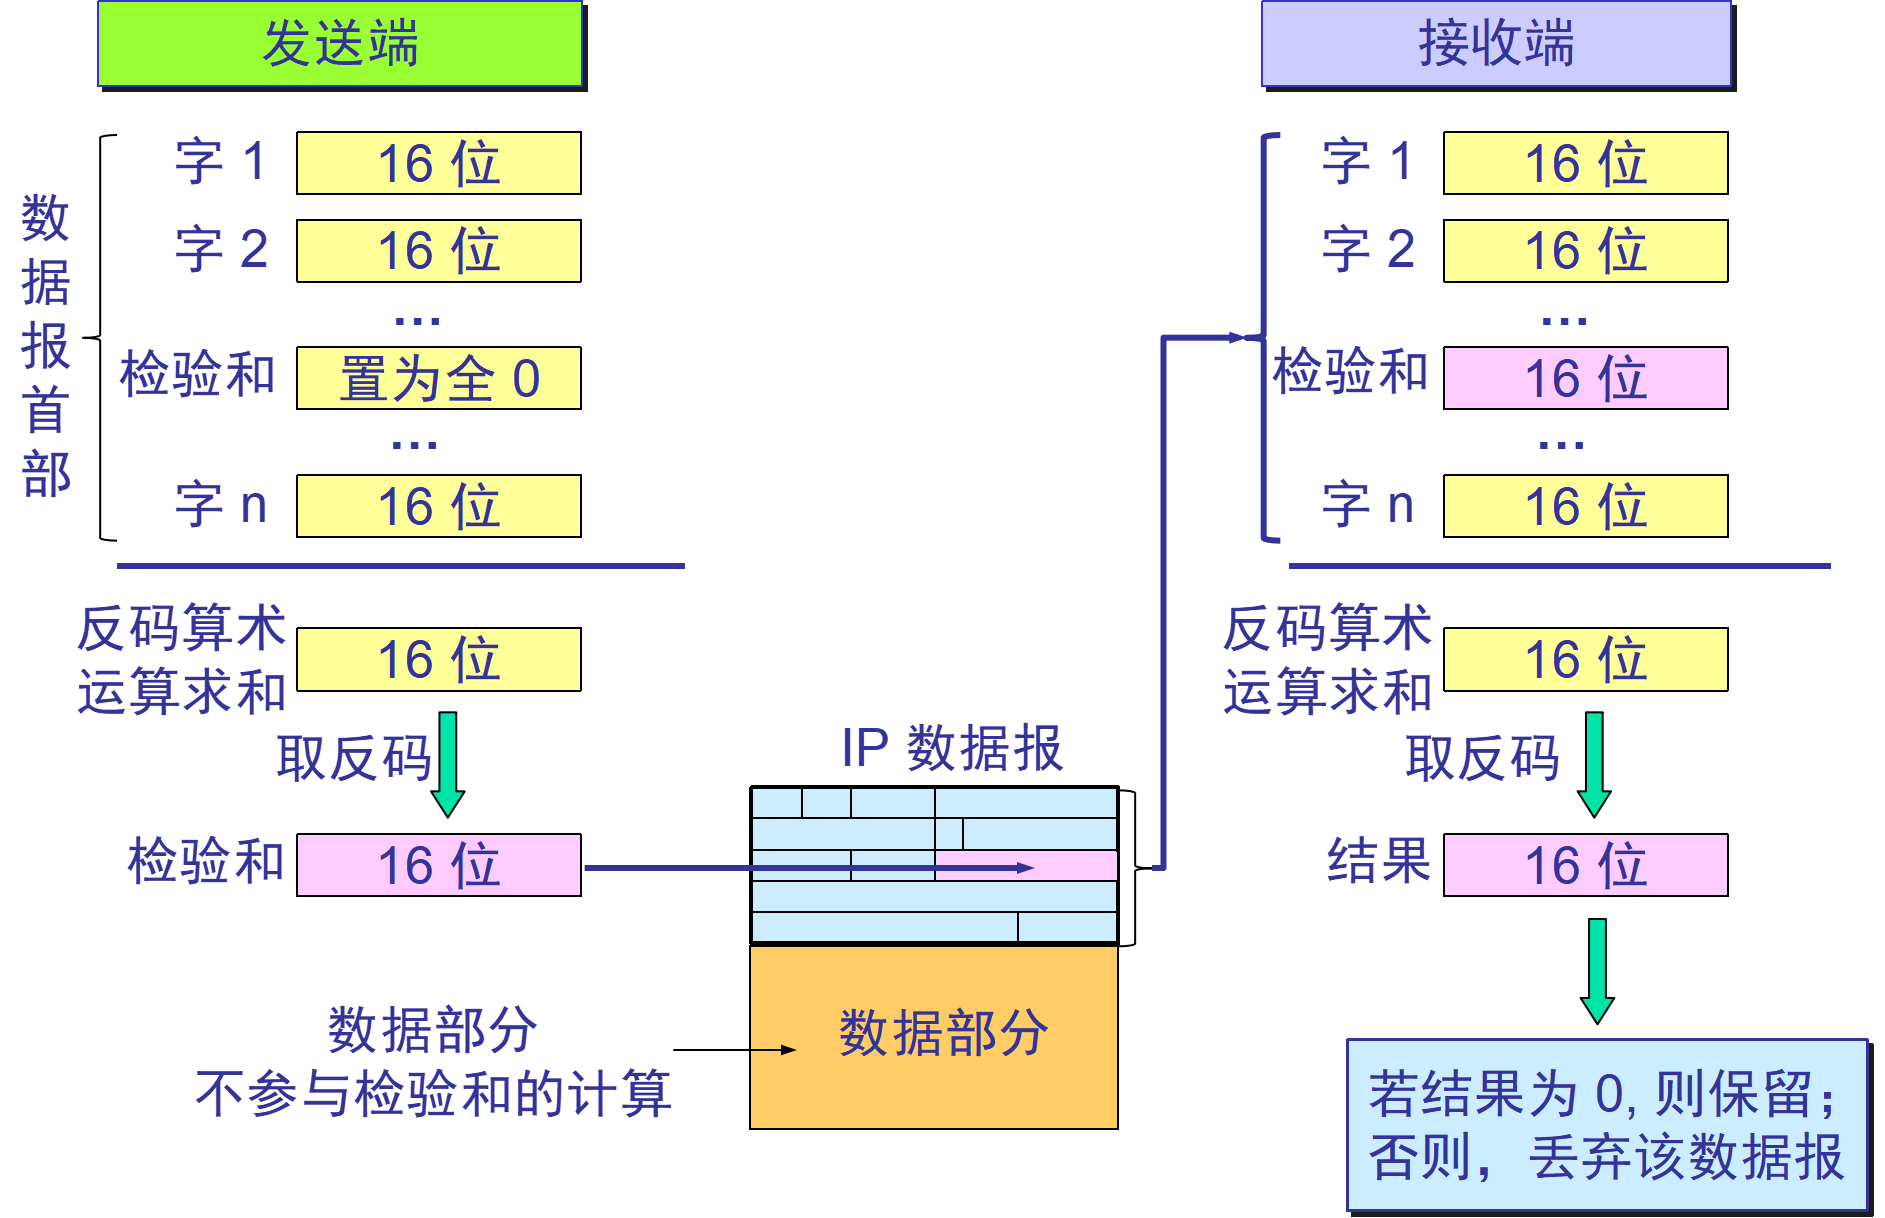 发送端
数据报首部
字 1
16 位
字 2
16 位
…
检验和
置为全 0
…
字 n
16 位
反码算术
运算求和
16 位
取反码
检验和
16 位
IP 数据报
数据部分
数据部分
不参与检验和的计算
接收端
字 1
16 位
字 2
16 位
…
检验和
16 位
…
字 n
16 位
反码算术
运算求和
16 位
取反码
结果
16 位
若结果为 0, 则保留；
否则，丢弃该数据报